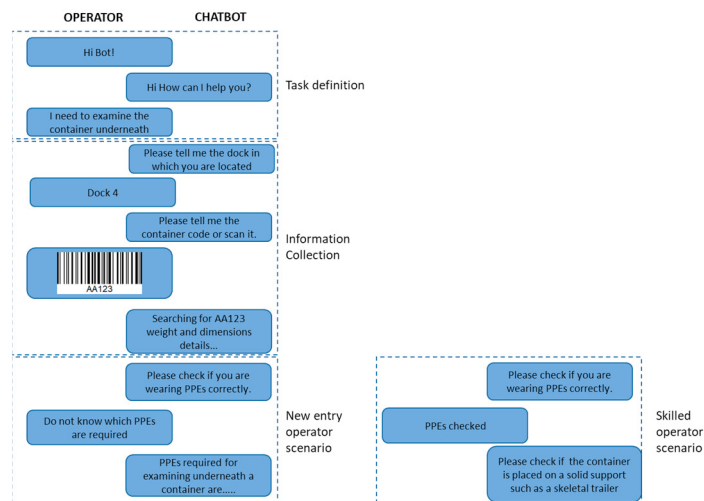 OPERATOR
CHATBOT
Hi Bot!
Hi How can I help you?
I need to examine the
container underneath
Task definition
Please tell me the dock in
which you are located
Dock 4
Please tell me the
container code or scan it.
AA123
Searching for AA123
weight and dimensions
details...
Information
Collection
Please check if you are
wearing PPEs correctly.
Do not know which PPEs
are required
PPEs required for
examining underneath a
container are.....
New entry
operator
scenario
Please check if you are
wearing PPEs correctly.
PPEs checked
Please check if  the container
is placed on a solid support
such as a skeletal trailer
Skilled
operator
scenario